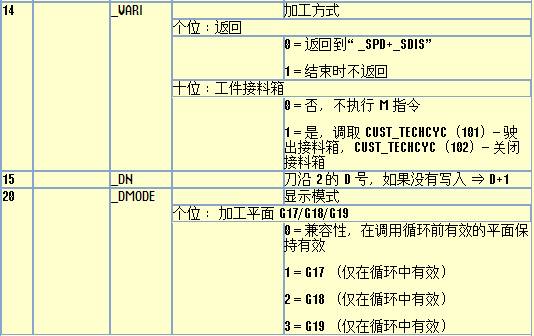 14 _VARI 加工方式
个位：返回
0 = 返回到“ _SPD+_SDIS”
1 = 结束时不返回
十位：工件接料箱
0 = 否，不执行 M 指令
1 = 是，调取 CUST_TECHCYC（101）– 驶
出接料箱，CUST_TECHCYC（102）– 关闭
接料箱
15 _DN 刀沿 2 的 D 号，如果没有写入 ⇒ D+1
20 _DMODE 显示模式
个位： 加工平面 G17/G18/G19
0 = 兼容性，在调用循环前有效的平面保
持有效
1 = G17 （仅在循环中有效）
2 = G18 （仅在循环中有效）
3 = G19 （仅在循环中有效）